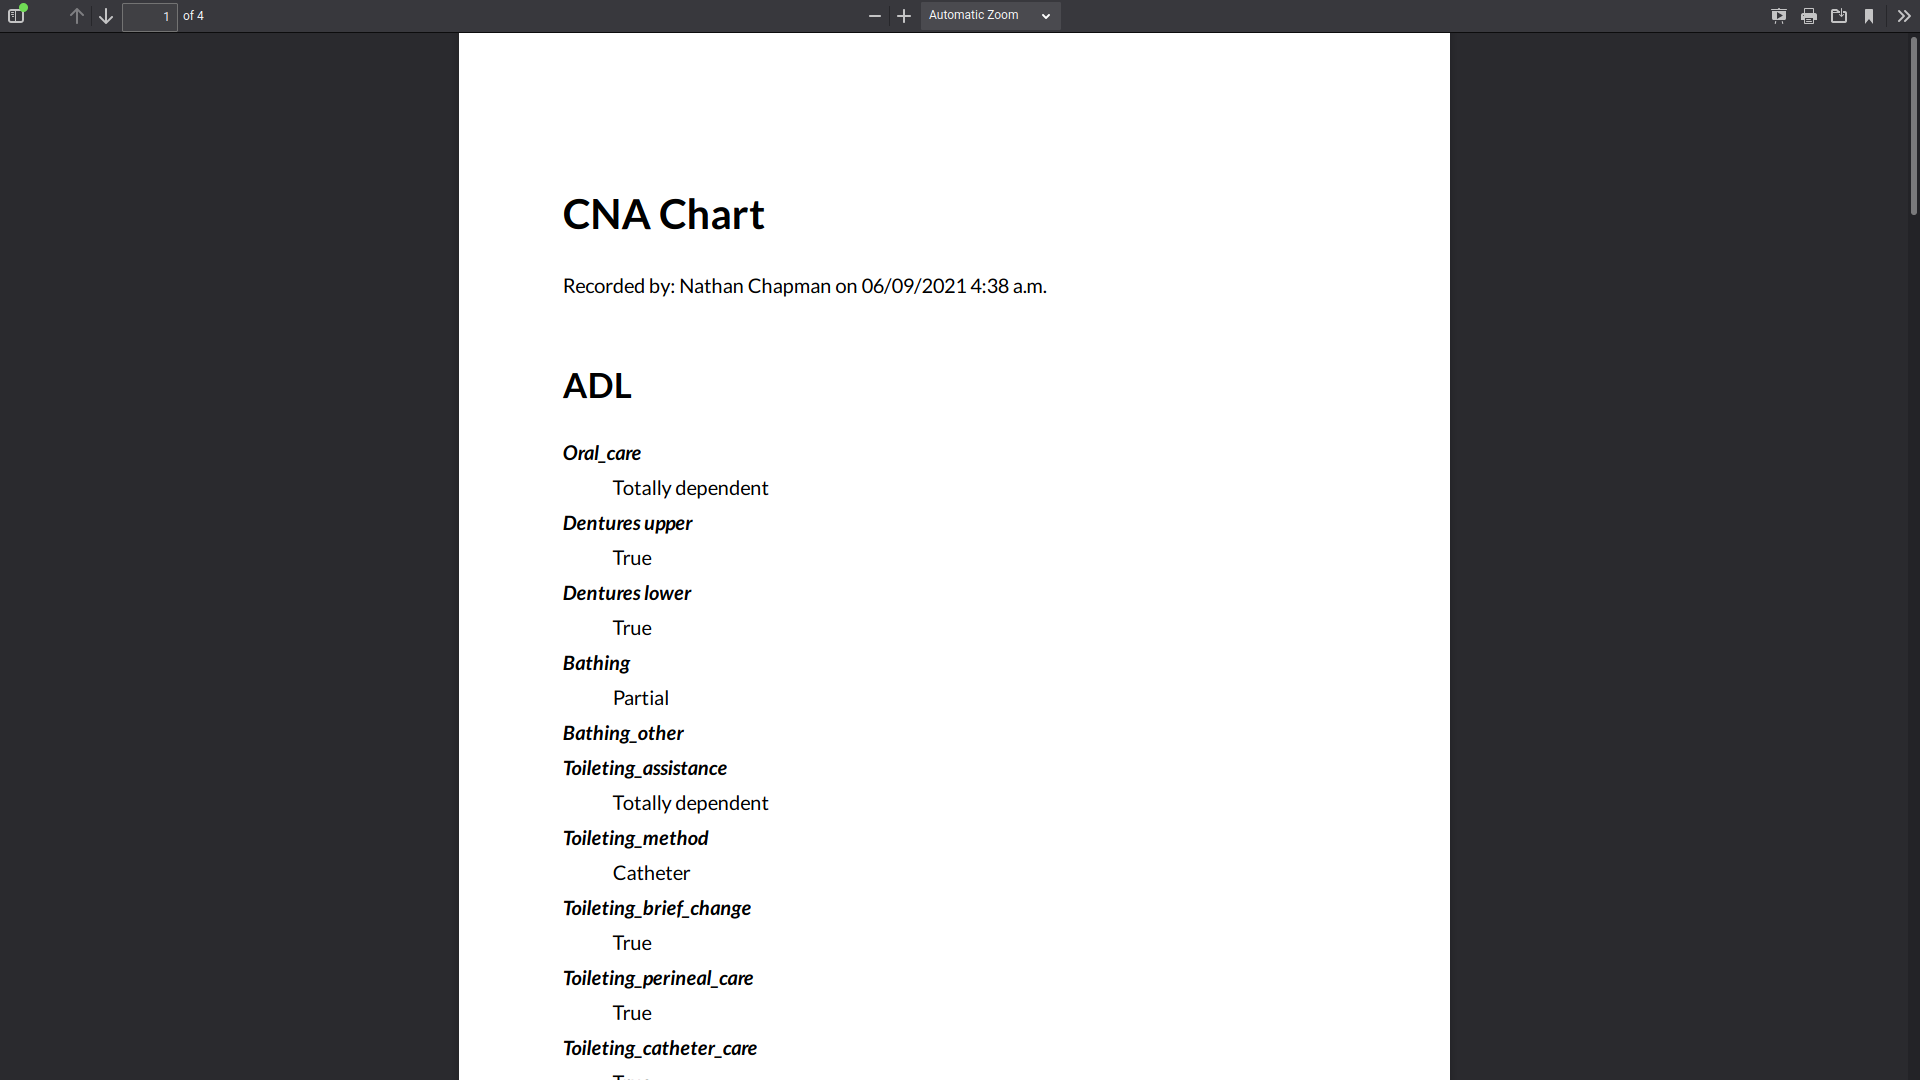 1 of 4
Automatic Zoom
CNA Chart
Recorded by: Nathan Chapman on 06/09/2021 4:38 a.m.
ADL
Oral_care
Totally dependent
Dentures upper
True
Dentures lower
True
Bathing
Partial
Bathing_other
Toileting_assistance
Totally dependent
Toileting_method
Catheter
Toileting_brief_change
True
Toileting_perineal_care
True
Toileting_catheter_care